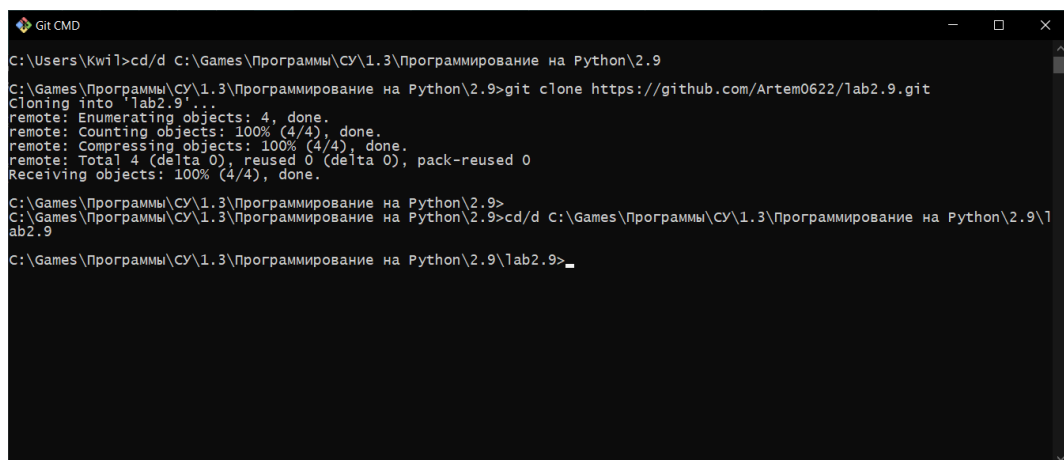 Git CMD
C:\Users\Kwil>cd/d C:\Games\Программы\СУ\1.3\Программирование на Python\2.9
C:\Games\Программы\СУ\1.3\Программирование на Python\2.9>git clone https://github.com/Artem0622/lab2.9.git
Cloning into 'lab2.9'...
remote: Enumerating objects: 4, done.
remote: Counting objects: 100% (4/4), done.
remote: Compressing objects: 100% (4/4), done.
remote: Total 4 (delta 0), reused 0 (delta 0), pack-reused 0
Receiving objects: 100% (4/4), done.
C:\Games\Программы\СУ\1.3\Программирование на Python\2.9>
C:\Games\Программы\СУ\1.3\Программирование на Python\2.9>cd/d C:\Games\Программы\СУ\1.3\Программирование на Python\2.9\l
ab2.9
C:\Games\Программы\СУ\1.3\Программирование на Python\2.9\lab2.9>